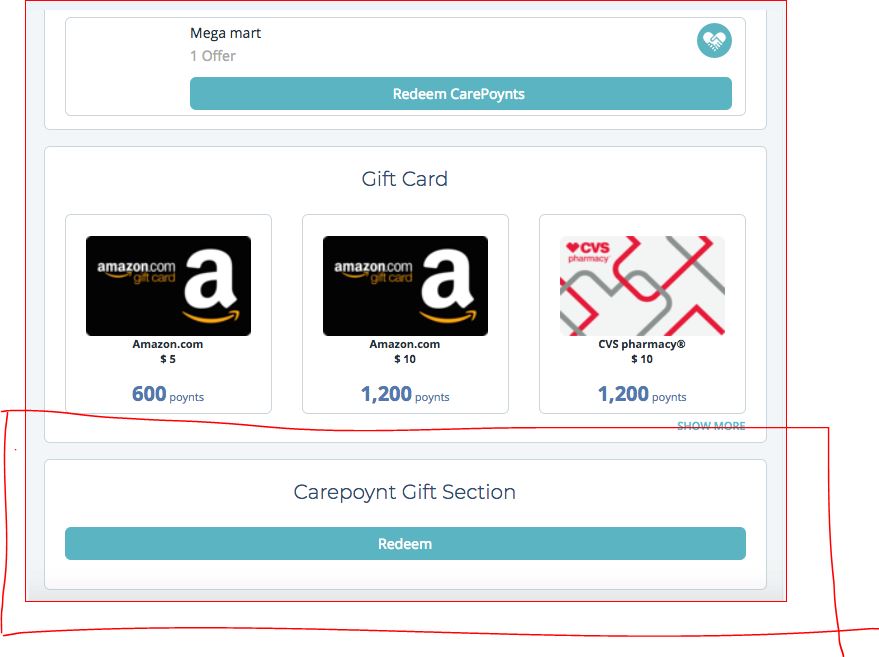 Mega mart
1 Offer
Redeem CarePoynts
Gift Card
amazon.com
gift card
a
amazon.com
gift card
a
CVS
pharmacy
Amazon.com
$ 5
Amazon.com
$ 10
CVS pharmacy®
$ 10
600 poynts
1,200 poynts
1,200 poynts
SHOW MORE
Carepoynt Gift Section
Redeem